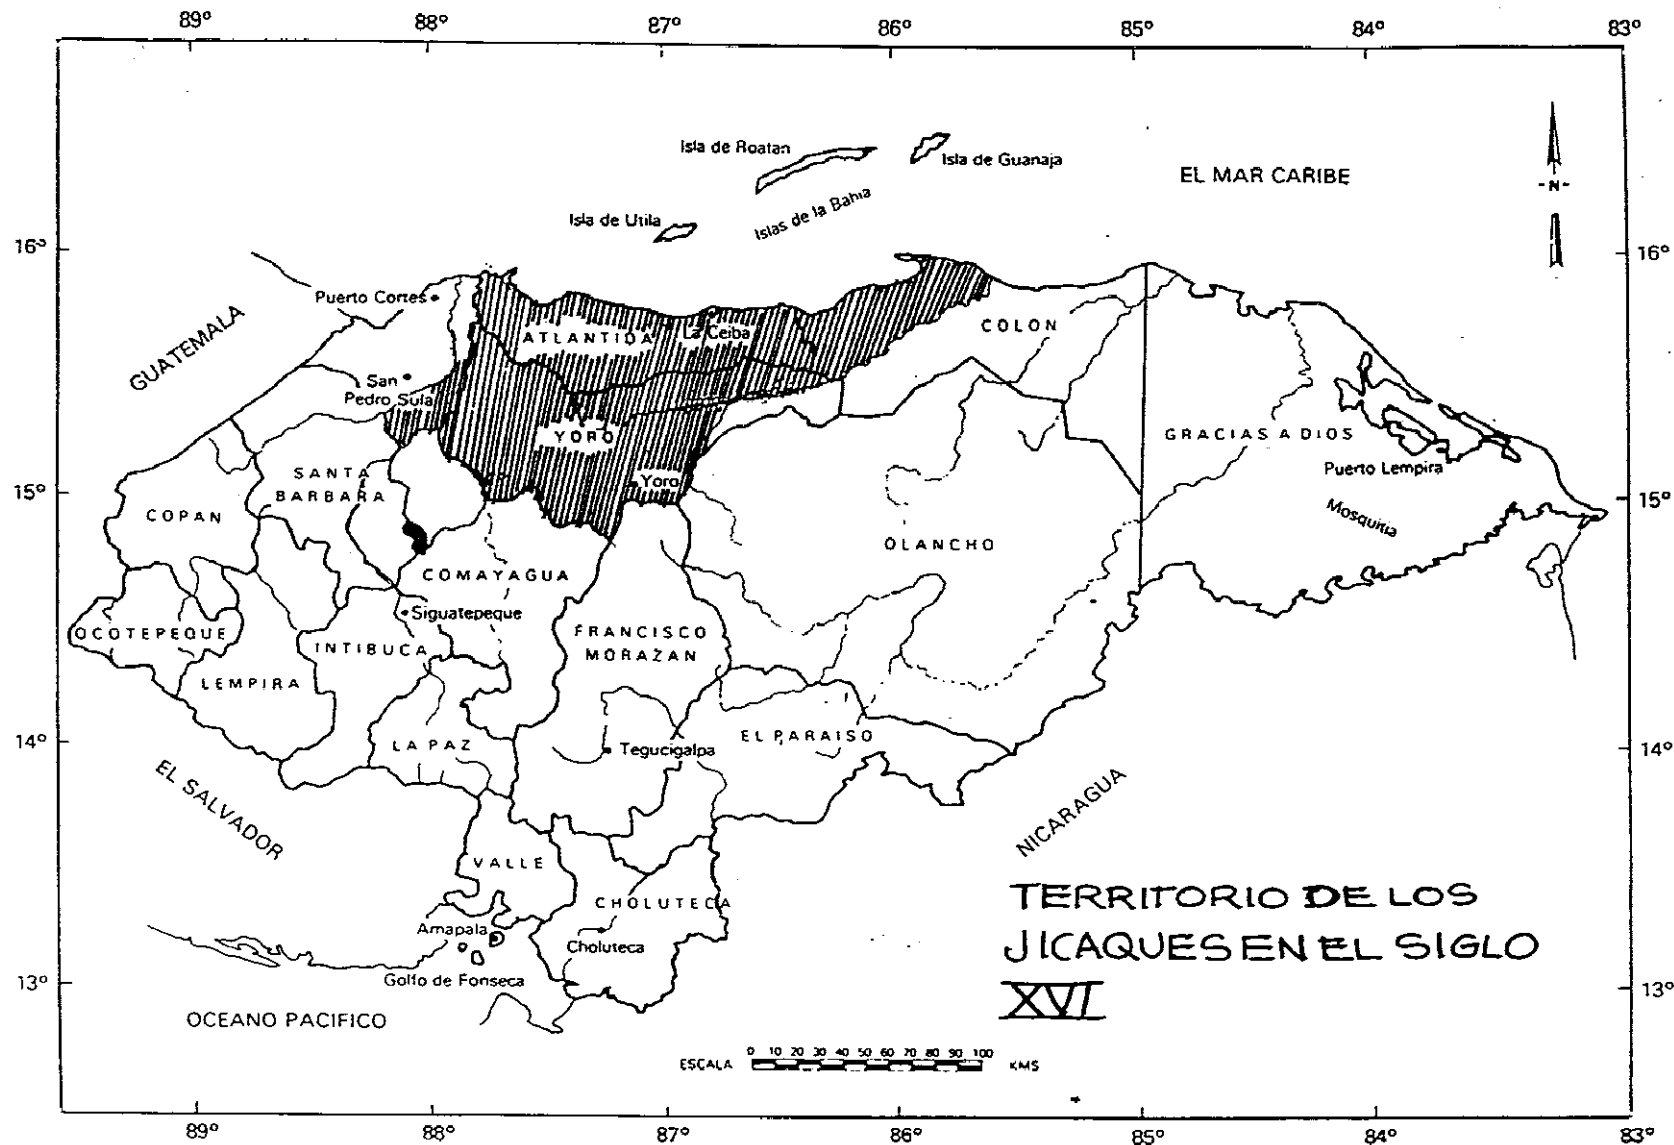 89°
88°
87°
86°
85°
84°
83°
Isla de Roatan
Isla de Guanaja
EL MAR CARIBE
-N-
Isla de Utila
Islas de la Bahia
16°
16°
Puerto Cortes
GUATEMALA
ATLANTIDA
La Ceiba
COLON
San
Pedro Sula
YORO
GRACIAS A DIOS
Puerto Lempira
SANTA
BARBARA
Yoro
15°
15°
COPAN
Mosquitia
OLANCHO
COMAYAGUA
Siguatepeque
OCOTEPEQUE
INTIBUCA
FRANCISCO
MORAZAN
LEMPIRA
14°
14°
LA PAZ
Tegucigalpa
EL PARAISO
EL SALVADOR
NICARAGUA
VALLE
CHOLUTECA
TERRITORIO DE LOS
JICAQUES EN EL SIGLO
XVI
Amapala
Choluteca
Golfo de Fonseca
13°
13°
OCEANO PACIFICO
ESCALA 0 10 20 30 40 50 60 70 80 90 100 KMS
89°
88°
87°
86°
85°
84°
83°